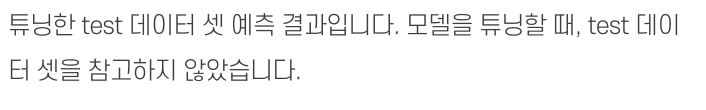 튜닝한 test 데이터 셋 예측 결과입니다. 모델을 튜닝할 때, test 데이
터 셋을 참고하지 않았습니다.